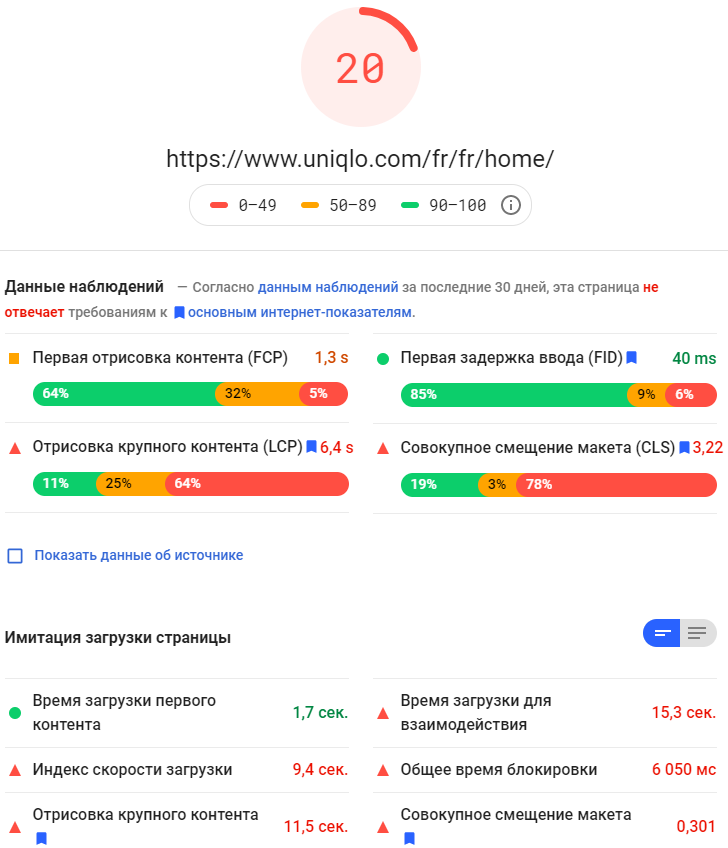 20
https://www.uniqlo.com/fr/fr/home/
0–49 50–89 90–100
Данные наблюдений — Согласно данным наблюдений за последние 30 дней, эта страница не
отвечает требованиям к основным интернет-показателям.
Первая отрисовка контента (FCP) 1,3 s
64% 32% 5%
Первая задержка ввода (FID) 40 ms
85% 9% 6%
Отрисовка крупного контента (LCP) 6,4 s
11% 25% 64%
Совокупное смещение макета (CLS) 3,22
19% 3% 78%
Показать данные об источнике
Имитация загрузки страницы
Время загрузки первого
контента 1,7 сек.
Время загрузки для
взаимодействия 15,3 сек.
Индекс скорости загрузки 9,4 сек.
Общее время блокировки 6 050 мс
Отрисовка крупного контента 11,5 сек.
Совокупное смещение макета 0,301